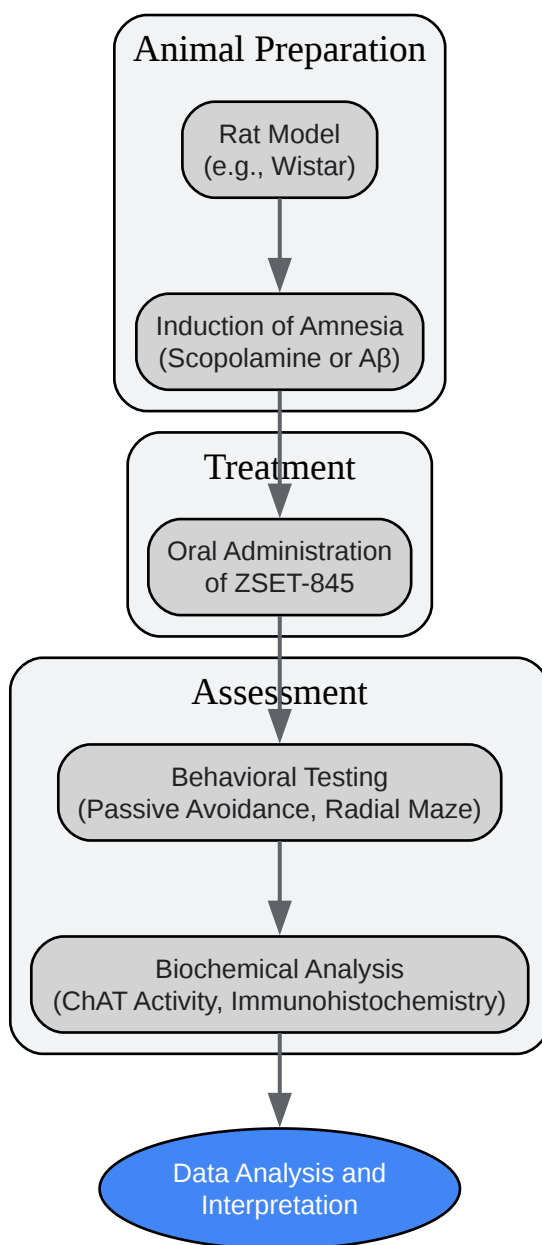 Animal Preparation
Rat Model
(e.g., Wistar)
Induction of Amnesia
(Scopolamine or Aβ)
Treatment
Oral Administration
of ZSET-845
Assessment
Behavioral Testing
(Passive Avoidance, Radial Maze)
Biochemical Analysis
(ChAT Activity, Immunohistochemistry)
Data Analysis and
Interpretation